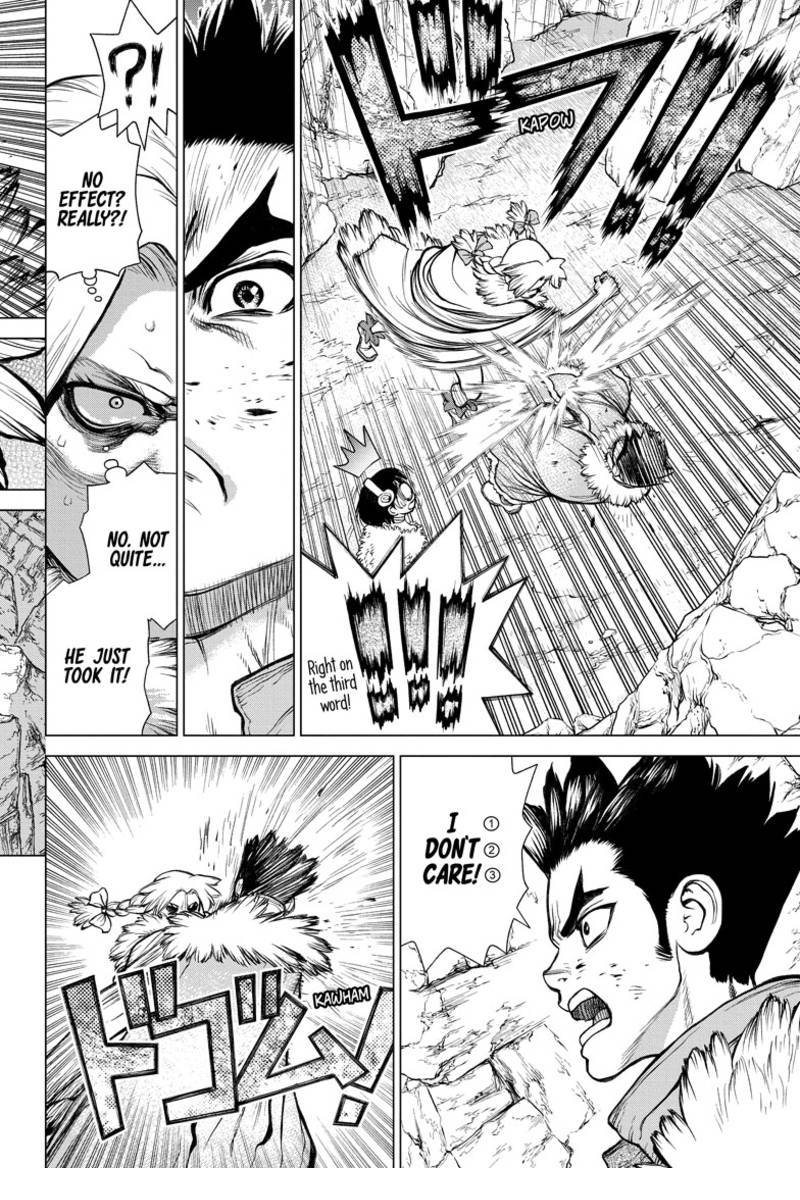 ドッ!!!
KAPOW
!!!
Right on
the third
word!
?!
NO
EFFECT?
REALLY?!
NO. NOT
QUITE...
HE JUST
TOOK IT!
I ①
DON'T ②
CARE! ③
ドゴム!
KAWHAM